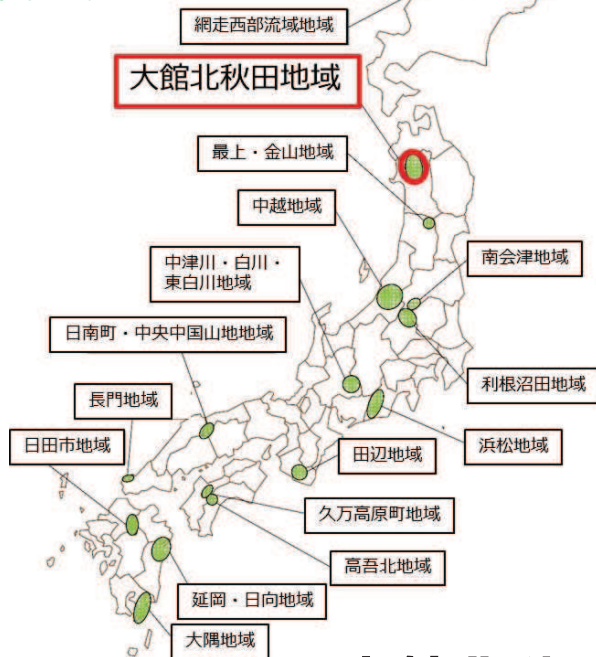 網走西部流域地域
大館北秋田地域
最上・金山地域
中越地域
南会津地域
中津川・白川・
東白川地域
日南町・中央中国山地地域
利根沼田地域
長門地域
日田市地域
田辺地域
浜松地域
久万高原町地域
高吾北地域
延岡・日向地域
大隅地域